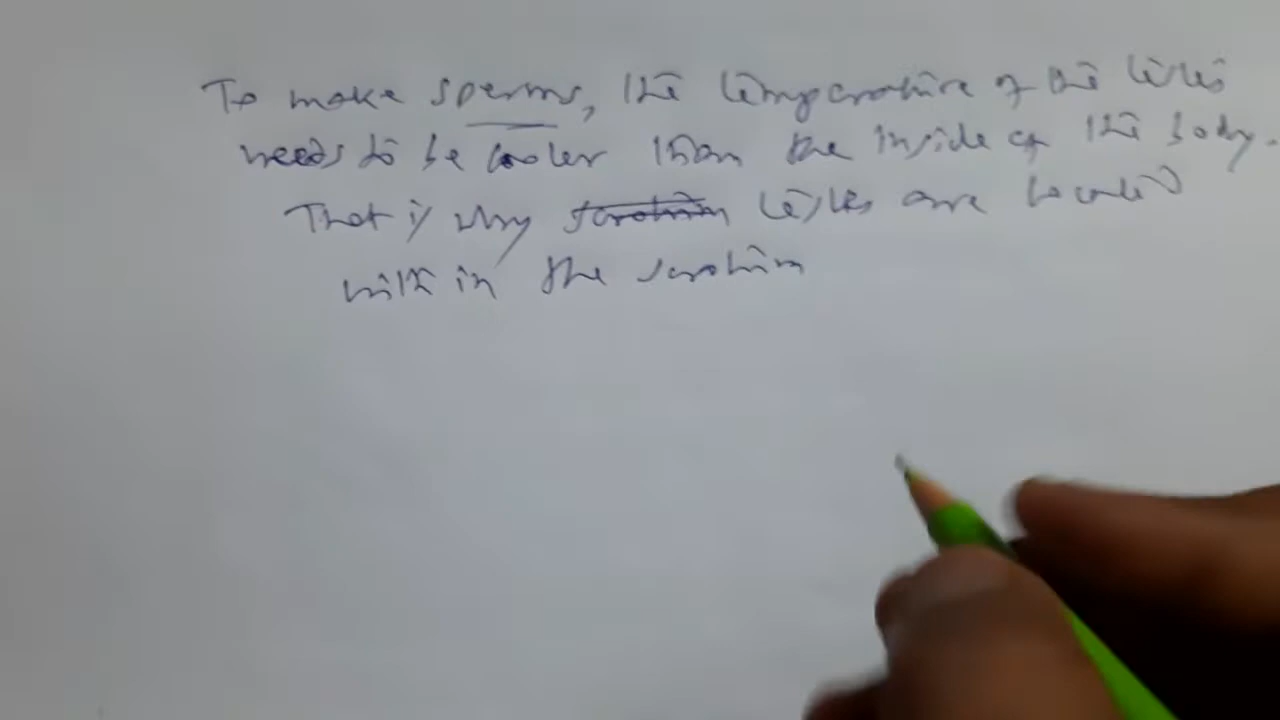 To make sperms, the temperature of the testes
needs to be cooler than the inside of the body.
That is why scrotum testes are located
with in the scrotum